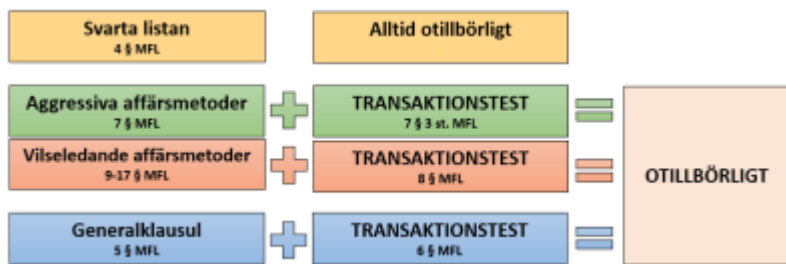 Svarta listan
4 § MFL
Alltid otillbörligt
Aggressiva affärsmetoder
7 § MFL
TRANSAKTIONSTEST
7 § 3 st. MFL
Vilseledande affärsmetoder
9-17 § MFL
TRANSAKTIONSTEST
8 § MFL
OTILLBÖRLIGT
Generalklausul
5 § MFL
TRANSAKTIONSTEST
6 § MFL